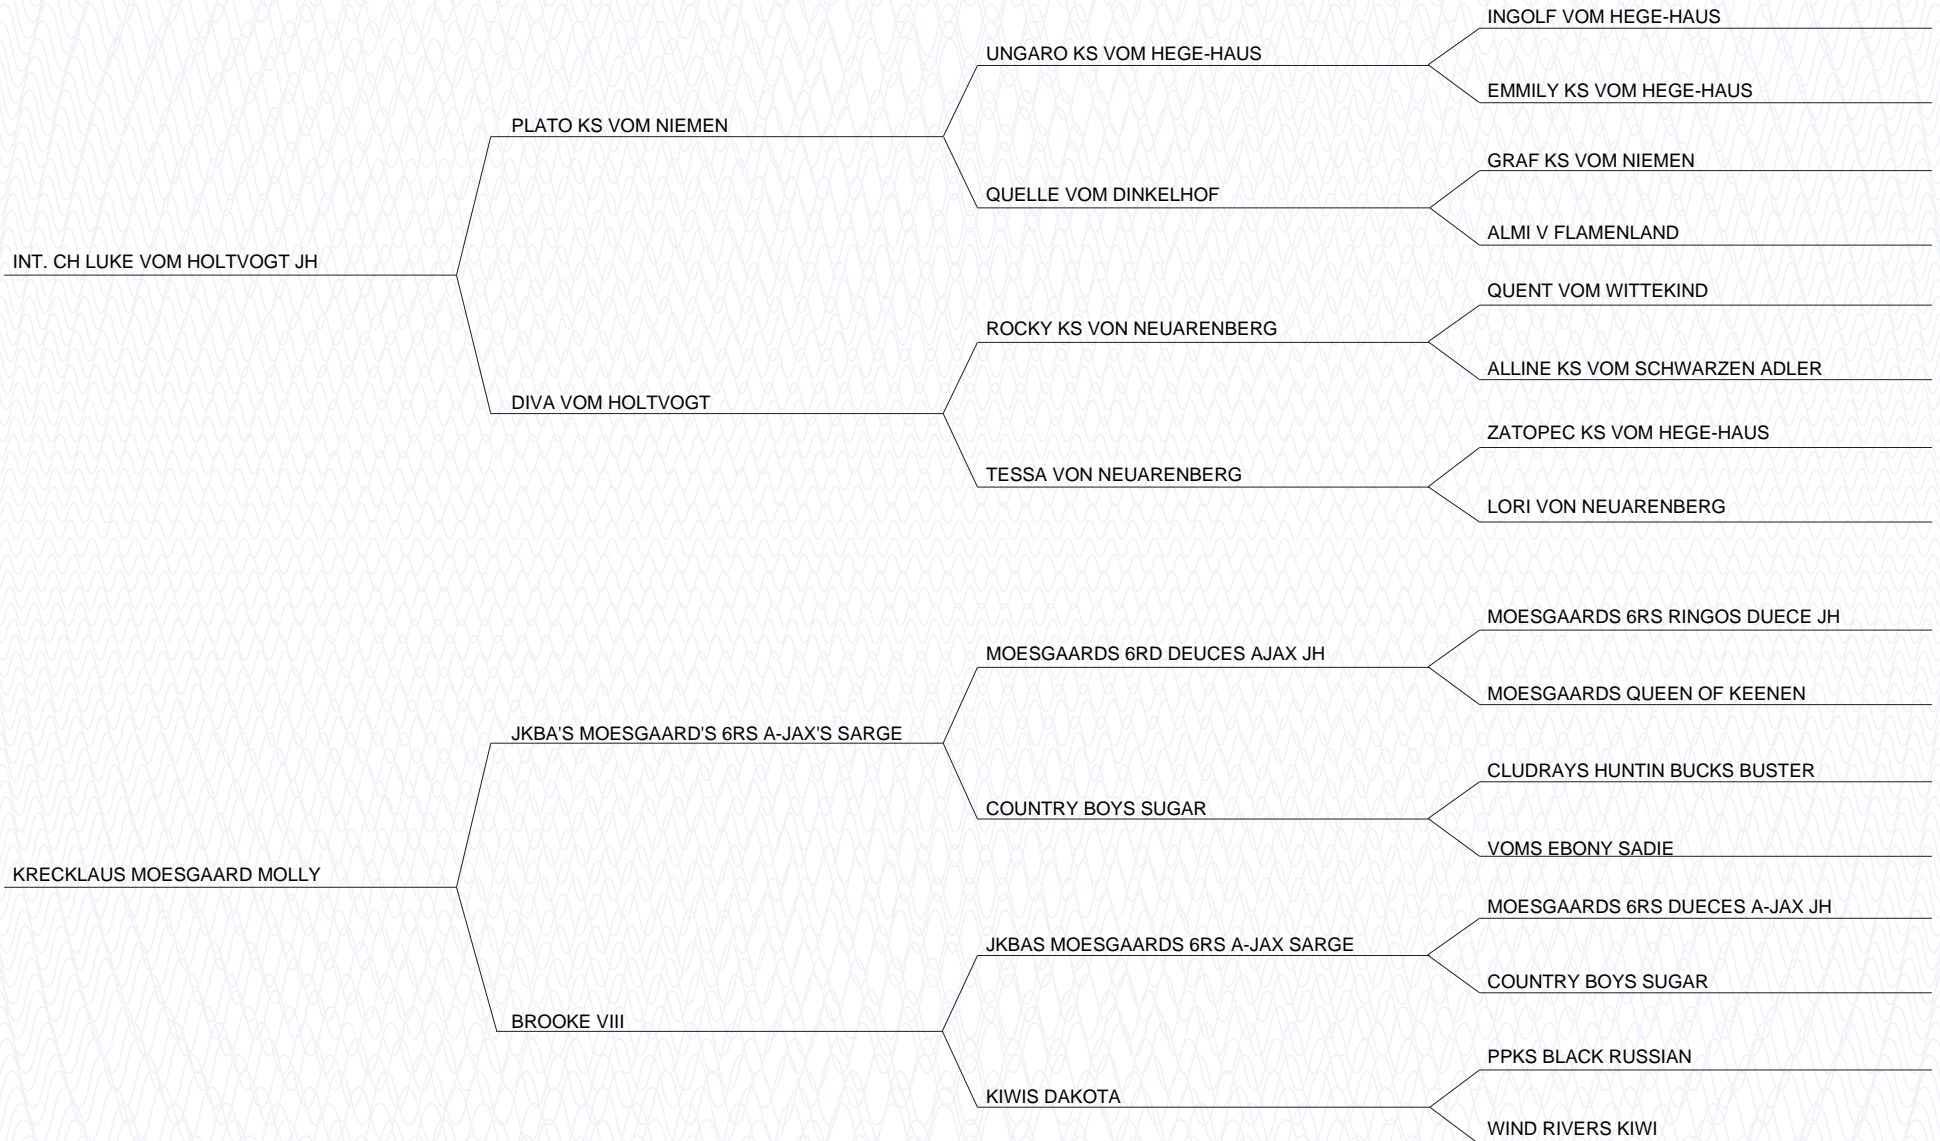 INGOLF VOM HEGE-HAUS
UNGARO KS VOM HEGE-HAUS
EMMILY KS VOM HEGE-HAUS
PLATO KS VOM NIEMEN
GRAF KS VOM NIEMEN
QUELLE VOM DINKELHOF
ALMI V FLAMENLAND
INT. CH LUKE VOM HOLTVOGT JH
QUENT VOM WITTEKIND
ROCKY KS VON NEUARENBERG
ALLINE KS VOM SCHWARZEN ADLER
DIVA VOM HOLTVOGT
ZATOPEC KS VOM HEGE-HAUS
TESSA VON NEUARENBERG
LORI VON NEUARENBERG
MOESGAARDS 6RS RINGOS DUECE JH
MOESGAARDS 6RD DEUCES AJAX JH
MOESGAARDS QUEEN OF KEENEN
JKBA'S MOESGAARD'S 6RS A-JAX'S SARGE
CLUDRAYS HUNTIN BUCKS BUSTER
COUNTRY BOYS SUGAR
VOMS EBONY SADIE
KRECKLAUS MOESGAARD MOLLY
MOESGAARDS 6RS DUECES A-JAX JH
JKBAS MOESGAARDS 6RS A-JAX SARGE
COUNTRY BOYS SUGAR
BROOKE VIII
PPKS BLACK RUSSIAN
KIWIS DAKOTA
WIND RIVERS KIWI